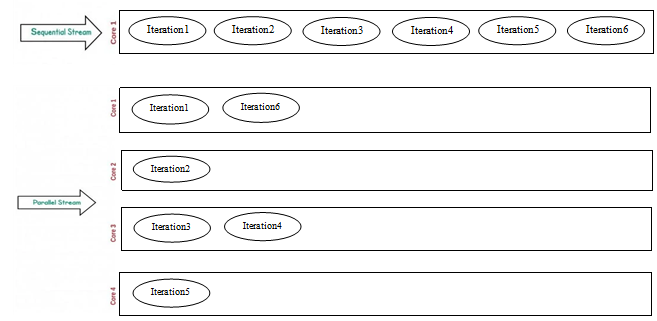 Sequential Stream
Core 1
Iteration1 Iteration2 Iteration3 Iteration4 Iteration5 Iteration6
Core 1
Iteration1 Iteration6
Core 2
Iteration2
Parallel Stream
Core 3
Iteration3 Iteration4
Core 4
Iteration5